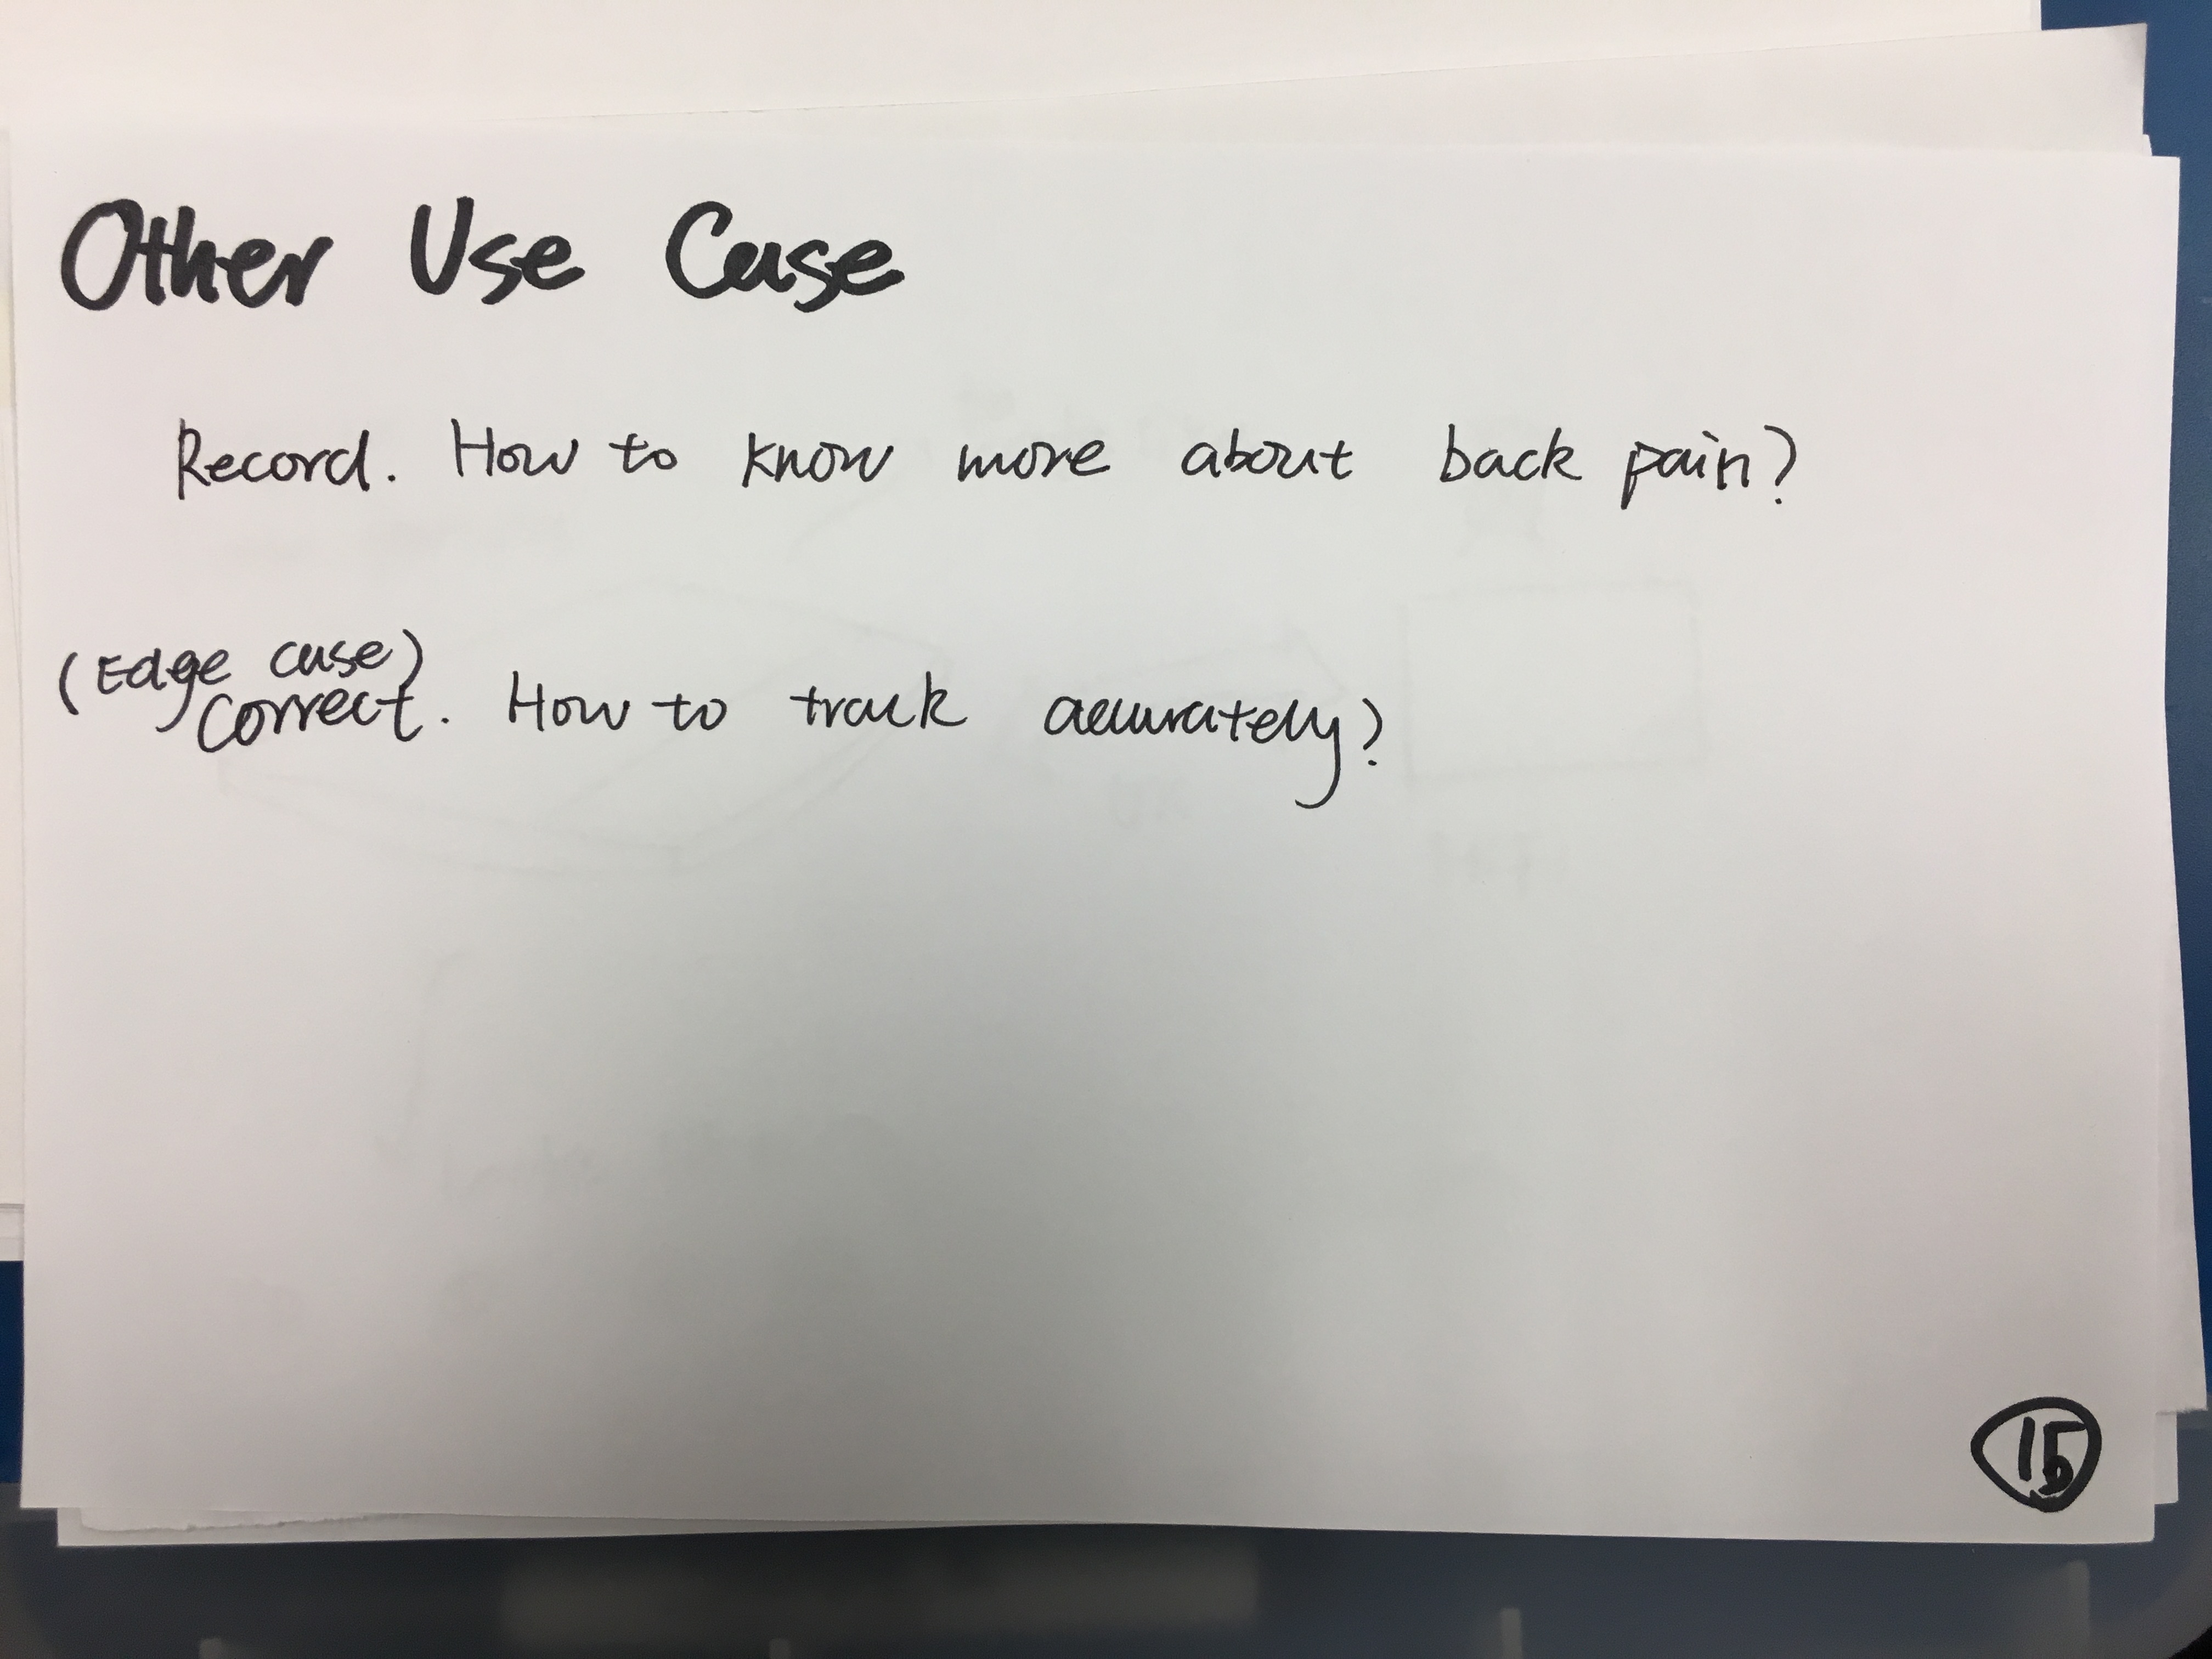 Other Use Case
Record. How to know more about back pain?
(Edge case)
Correct. How to track accurately?
15